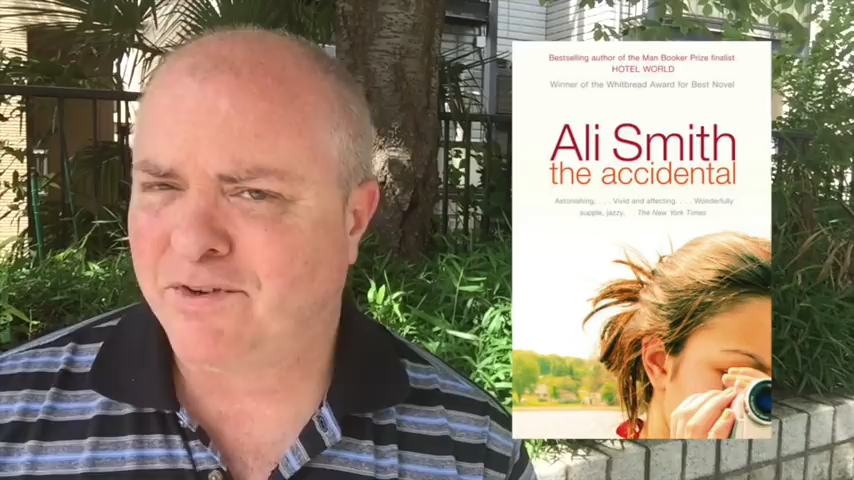 Bestselling author of the Man Booker Prize finalist
HOTEL WORLD
Winner of the Whitbread Award for Best Novel
Ali Smith
the accidental
Astonishing, . . . Vivid and affecting. . . . Wonderfully
supple, jazzy. The New York Times